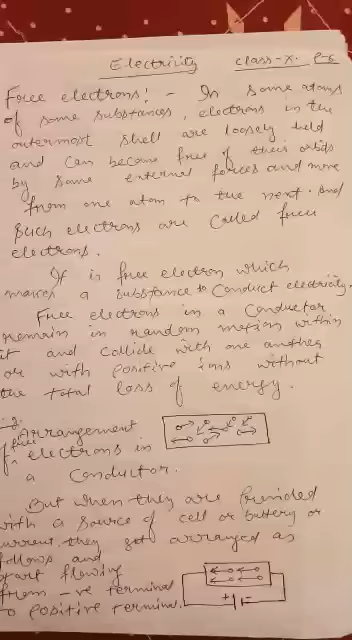 Electricity class-X. P-6
Free electrons! - In some atoms
of some substances, electrons in the
outermost shell are loosely held
and can become free of their orbits
by some external forces and move
from one atom to the next. And
such electrons are called free
electrons.
It is free electron which
makes a substance to conduct electricity.
Free electrons in a Conductor
remain in random motion within
it and collide with one another
or with positive ions without
the total loss of energy.
Arrangement
of free electrons in
a Conductor.
But when they are provided
with a source of cell or battery or
current they get arranged as
follows and
start flowing
from -ve terminal
to positive terminal.
+ -